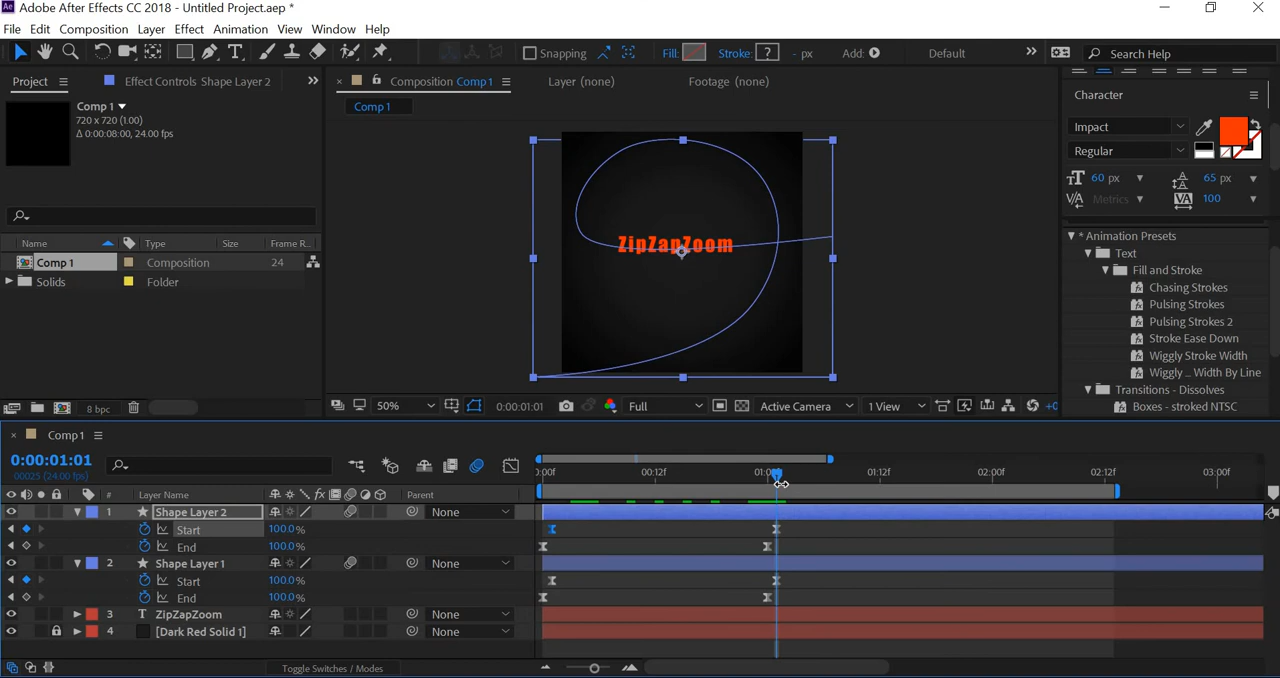 Ae Adobe After Effects CC 2018 - Untitled Project.aep *
File Edit Composition Layer Effect Animation View Window Help
Snapping Fill: Stroke: ? - px Add: Default » Search Help
Project Effect Controls Shape Layer 2 » × Composition Comp 1 Layer (none) Footage (none)
Comp 1
Comp 1
720 x 720 (1.00)
Δ 0:00:08:00, 24.00 fps
Character
Impact
Regular
60 px 65 px
Metrics 100
Name Type Size Frame R...
Comp 1 Composition 24
Solids Folder
ZipZapZoom
* Animation Presets
Text
Fill and Stroke
Chasing Strokes
Pulsing Strokes
Pulsing Strokes 2
Stroke Ease Down
Wiggly Stroke Width
Wiggly ... Width By Line
Transitions - Dissolves
Boxes - stroked NTSC
8 bpc
50% 0:00:01:01 Full Active Camera 1 View +0
× Comp 1
0:00:01:01
00025 (24.00 fps)
:00f 00:12f 01:00f 01:12f 02:00f 02:12f 03:00f
# Layer Name Parent
1 Shape Layer 2 None
Start 100.0%
End 100.0%
2 Shape Layer 1 None
Start 100.0%
End 100.0%
3 T ZipZapZoom None
4 [Dark Red Solid 1] None
Toggle Switches / Modes